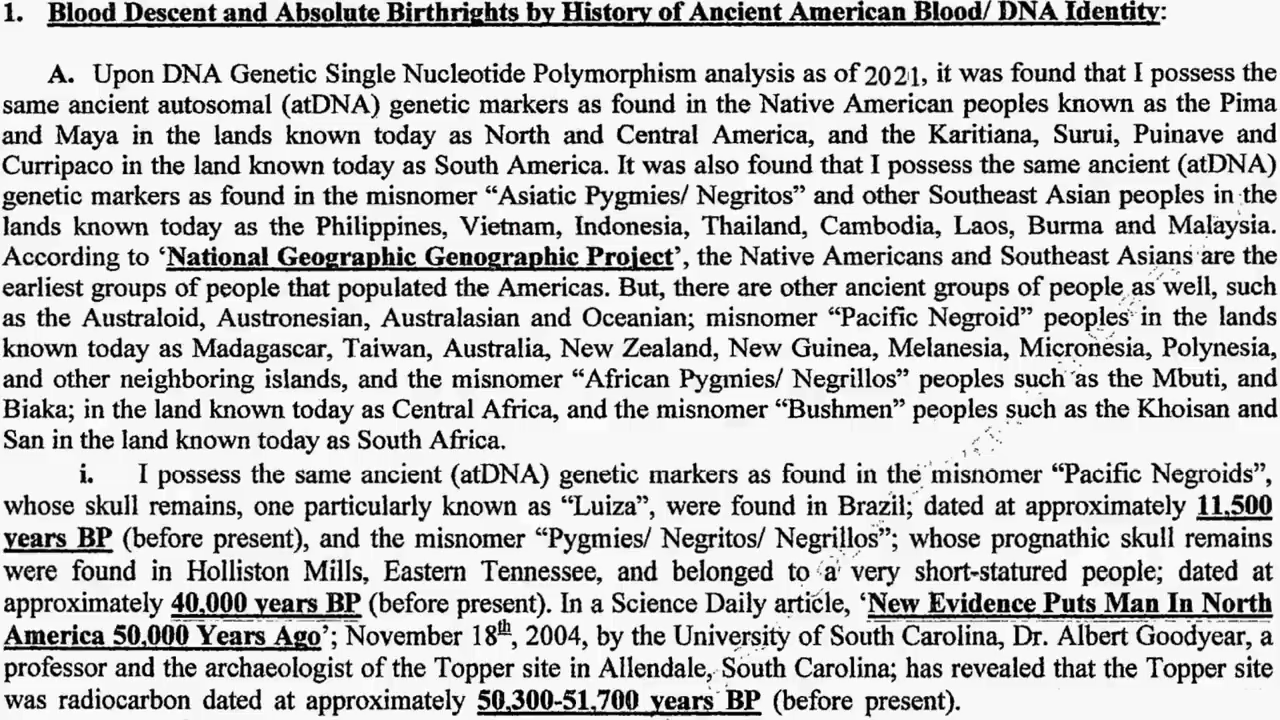 1. Blood Descent and Absolute Birthrights by History of Ancient American Blood/ DNA Identity:
A. Upon DNA Genetic Single Nucleotide Polymorphism analysis as of 2021, it was found that I possess the
same ancient autosomal (atDNA) genetic markers as found in the Native American peoples known as the Pima
and Maya in the lands known today as North and Central America, and the Karitiana, Surui, Puinave and
Curripaco in the land known today as South America. It was also found that I possess the same ancient (atDNA)
genetic markers as found in the misnomer “Asiatic Pygmies/ Negritos” and other Southeast Asian peoples in the
lands known today as the Philippines, Vietnam, Indonesia, Thailand, Cambodia, Laos, Burma and Malaysia.
According to ‘National Geographic Genographic Project’, the Native Americans and Southeast Asians are the
earliest groups of people that populated the Americas. But, there are other ancient groups of people as well, such
as the Australoid, Austronesian, Australasian and Oceanian; misnomer “Pacific Negroid” peoples in the lands
known today as Madagascar, Taiwan, Australia, New Zealand, New Guinea, Melanesia, Micronesia, Polynesia,
and other neighboring islands, and the misnomer “African Pygmies/ Negrillos” peoples such as the Mbuti, and
Biaka; in the land known today as Central Africa, and the misnomer “Bushmen” peoples such as the Khoisan and
San in the land known today as South Africa.
i. I possess the same ancient (atDNA) genetic markers as found in the misnomer “Pacific Negroids”,
whose skull remains, one particularly known as “Luiza”, were found in Brazil; dated at approximately 11,500
years BP (before present), and the misnomer “Pygmies/ Negritos/ Negrillos”; whose prognathic skull remains
were found in Holliston Mills, Eastern Tennessee, and belonged to a very short-statured people; dated at
approximately 40,000 years BP (before present). In a Science Daily article, ‘New Evidence Puts Man In North
America 50,000 Years Ago’; November 18th, 2004, by the University of South Carolina, Dr. Albert Goodyear, a
professor and the archaeologist of the Topper site in Allendale, South Carolina; has revealed that the Topper site
was radiocarbon dated at approximately 50,300-51,700 years BP (before present).